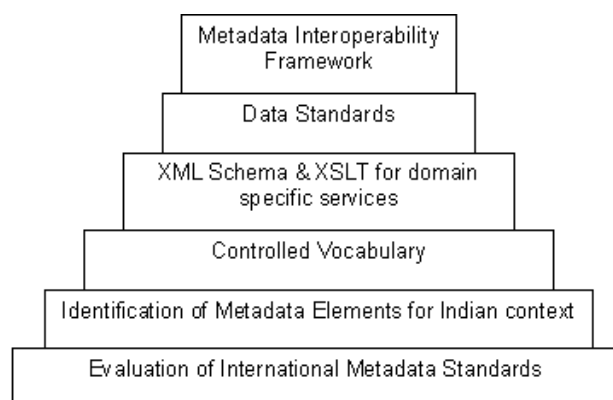 Metadata Interoperability
Framework
Data Standards
XML Schema & XSLT for domain
specific services
Controlled Vocabulary
Identification of Metadata Elements for Indian context
Evaluation of International Metadata Standards